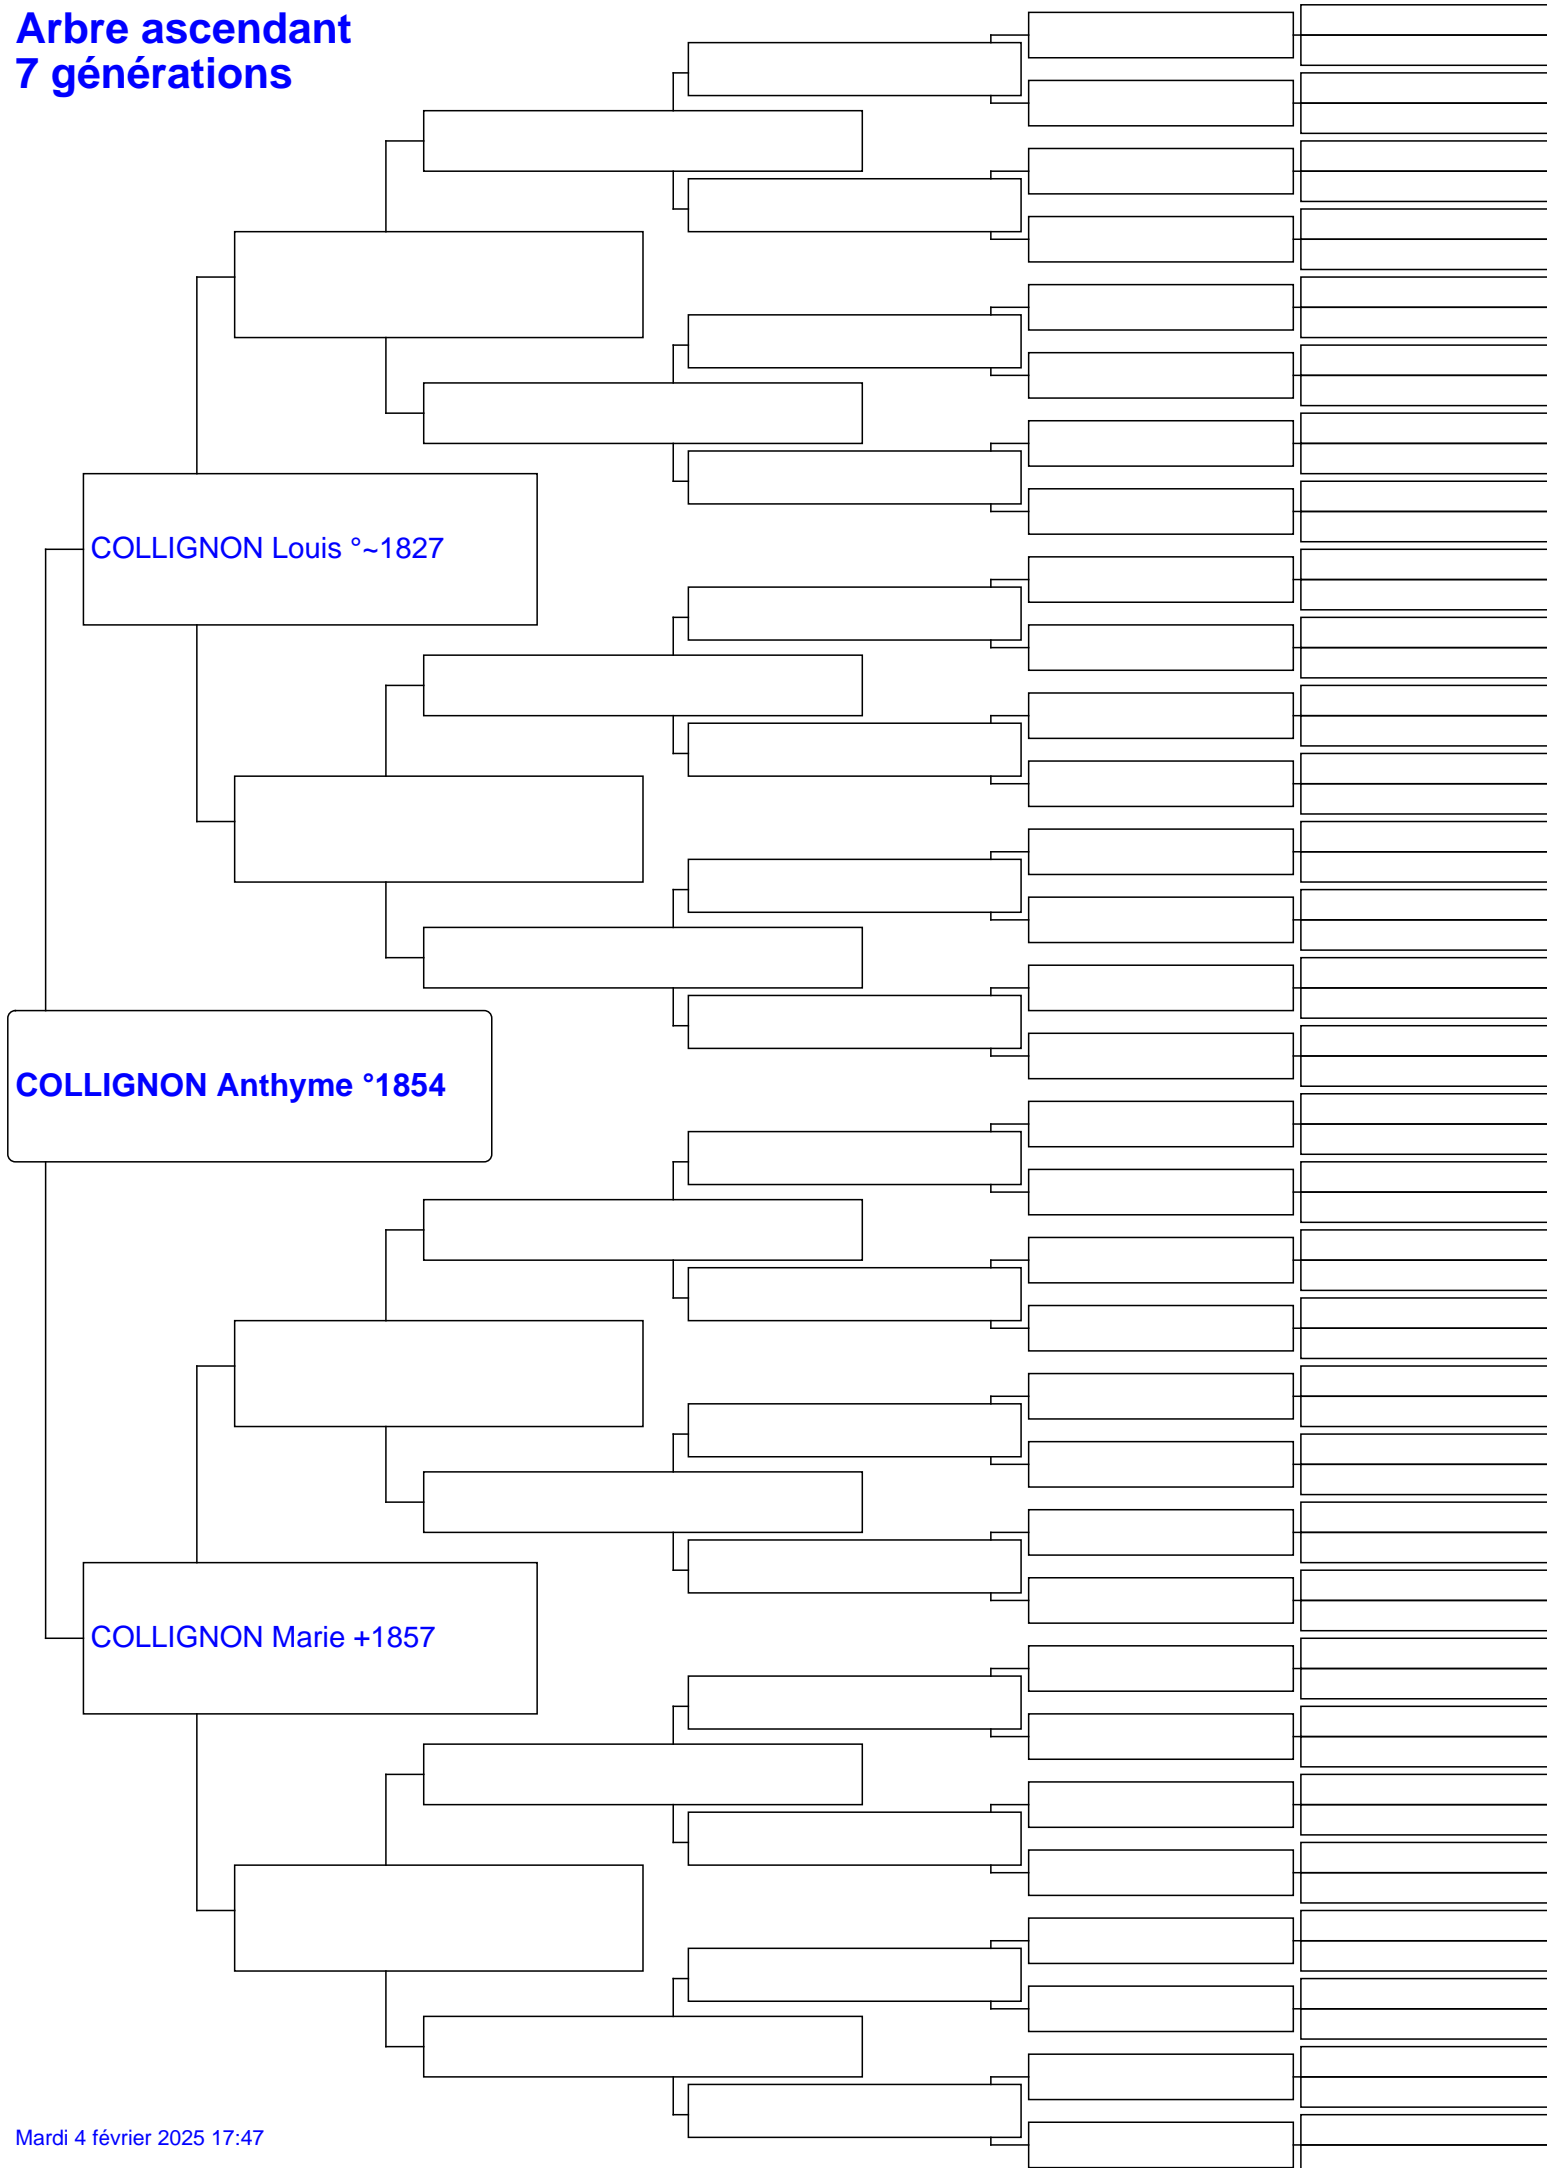 Arbre ascendant
7 générations
COLLIGNON Louis °~1827
COLLIGNON Anthyme °1854
COLLIGNON Marie +1857
Mardi 4 février 2025 17:47